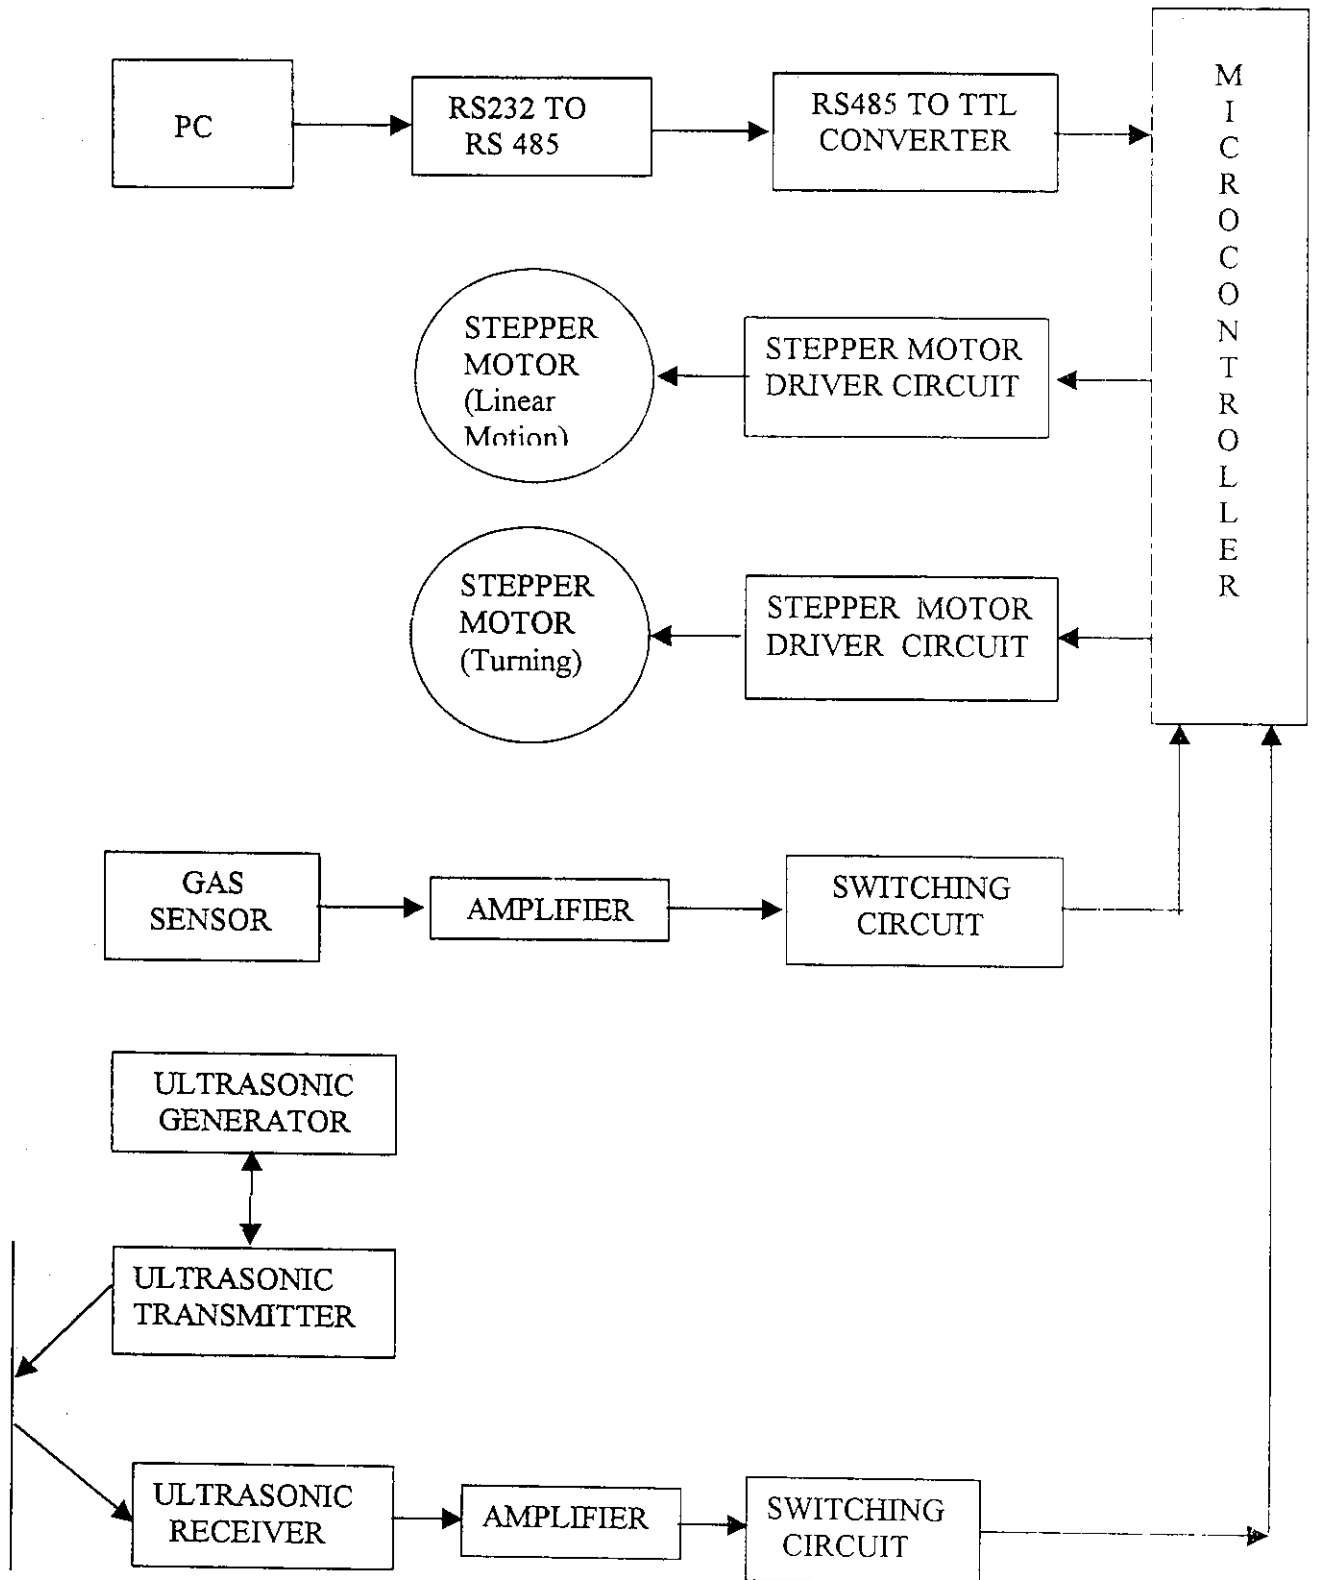 PC
RS232 TO
RS 485
RS485 TO TTL
CONVERTER
M
I
C
R
O
C
O
N
T
R
O
L
L
E
R
STEPPER
MOTOR
(Linear
Motion)
STEPPER MOTOR
DRIVER CIRCUIT
STEPPER
MOTOR
(Turning)
STEPPER MOTOR
DRIVER CIRCUIT
GAS
SENSOR
AMPLIFIER
SWITCHING
CIRCUIT
ULTRASONIC
GENERATOR
ULTRASONIC
TRANSMITTER
ULTRASONIC
RECEIVER
AMPLIFIER
SWITCHING
CIRCUIT